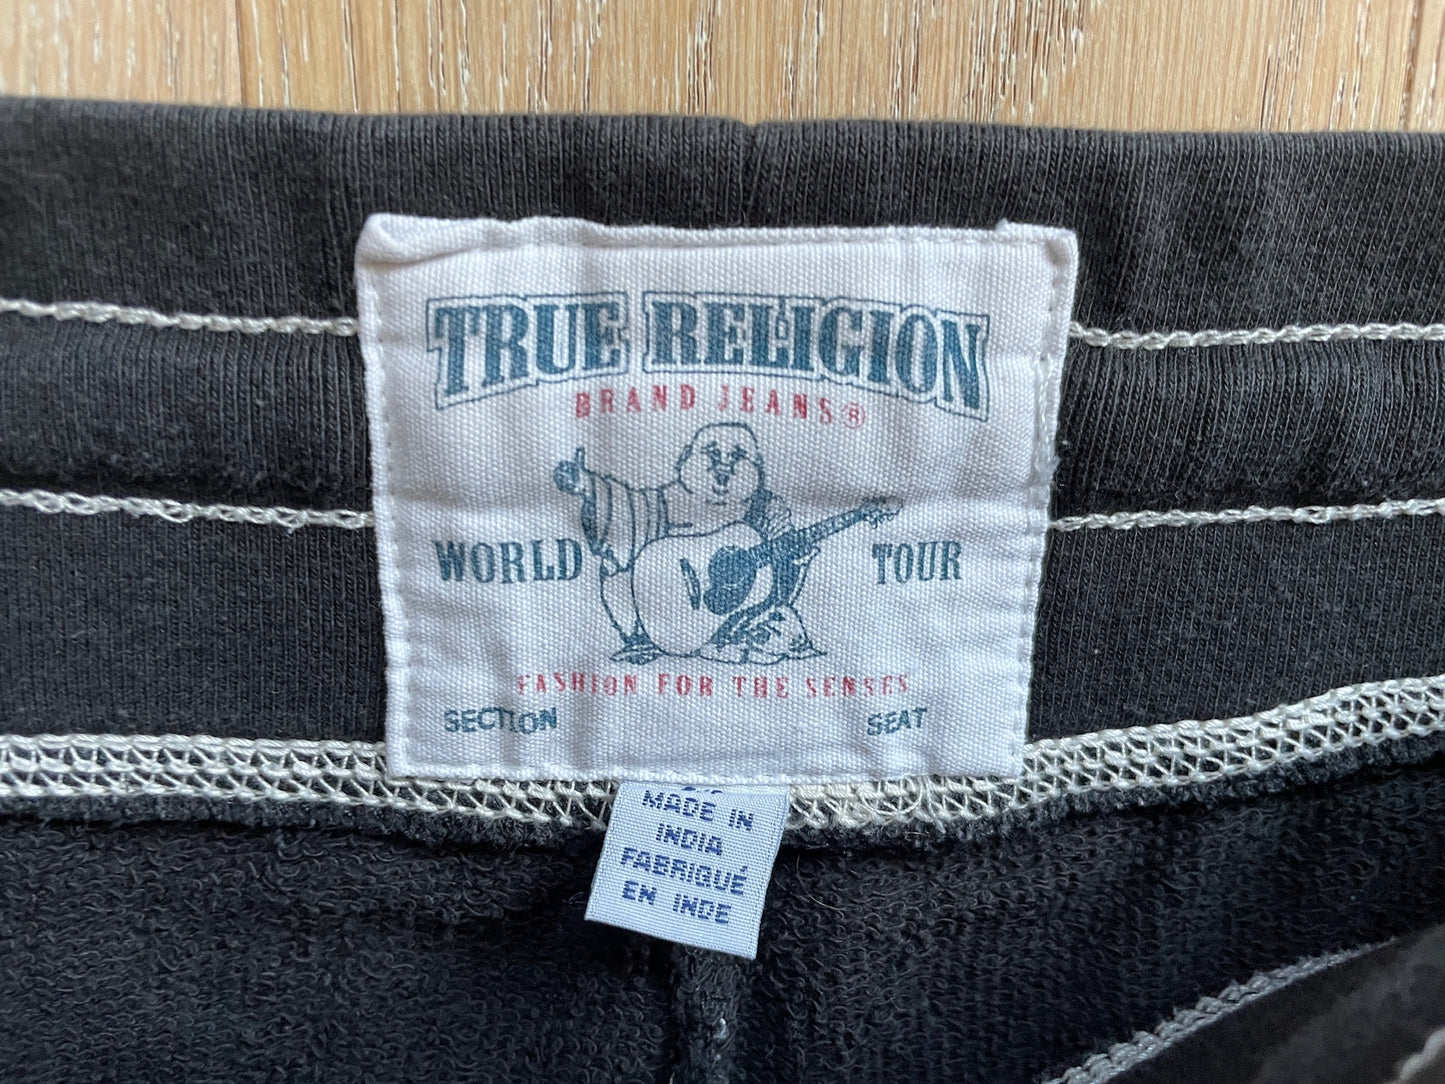 TRUE RELIGION
BRAND JEANS®
WORLD TOUR
FASHION FOR THE SENSES
SECTION SEAT
MADE IN
INDIA
FABRIQUÉ
EN INDE